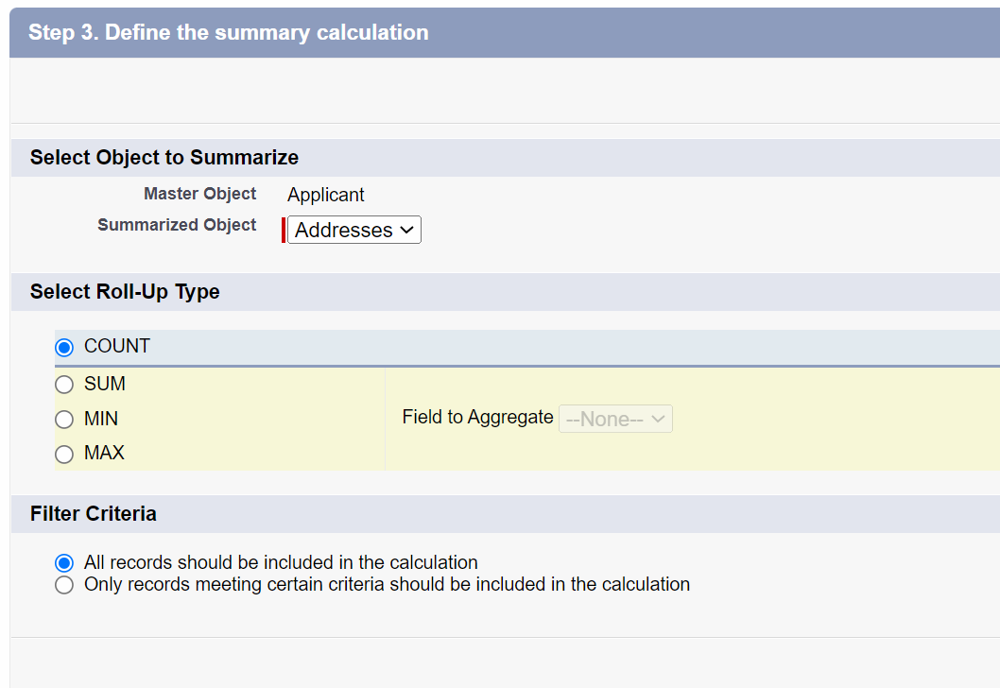 Step 3. Define the summary calculation
Select Object to Summarize
Master Object Applicant
Summarized Object Addresses
Select Roll-Up Type
COUNT
SUM
MIN Field to Aggregate --None--
MAX
Filter Criteria
All records should be included in the calculation
Only records meeting certain criteria should be included in the calculation